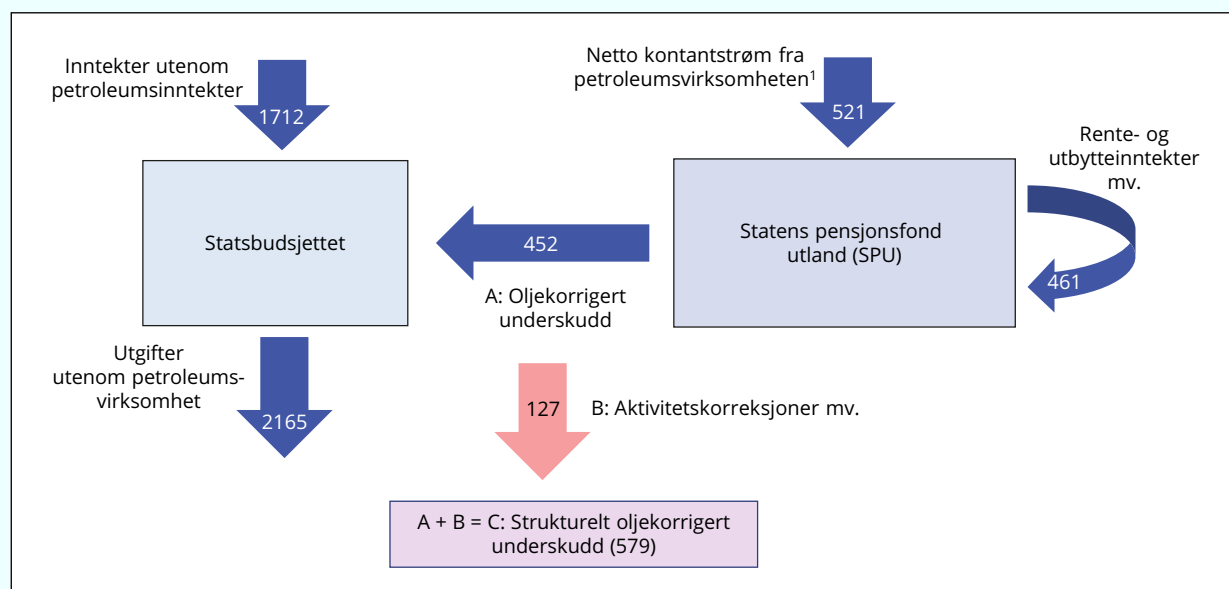 Inntekter utenom
petroleumsinntekter
1712
Netto kontantstrøm fra
petroleumsvirksomheten¹
521
Rente- og
utbytteinntekter
mv.
Statsbudsjettet
452
Statens pensjonsfond
utland (SPU)
461
A: Oljekorrigert
underskudd
Utgifter
utenom petroleums-
virksomhet
2165
127
B: Aktivitetskorreksjoner mv.
A + B = C: Strukturelt oljekorrigert
underskudd (579)